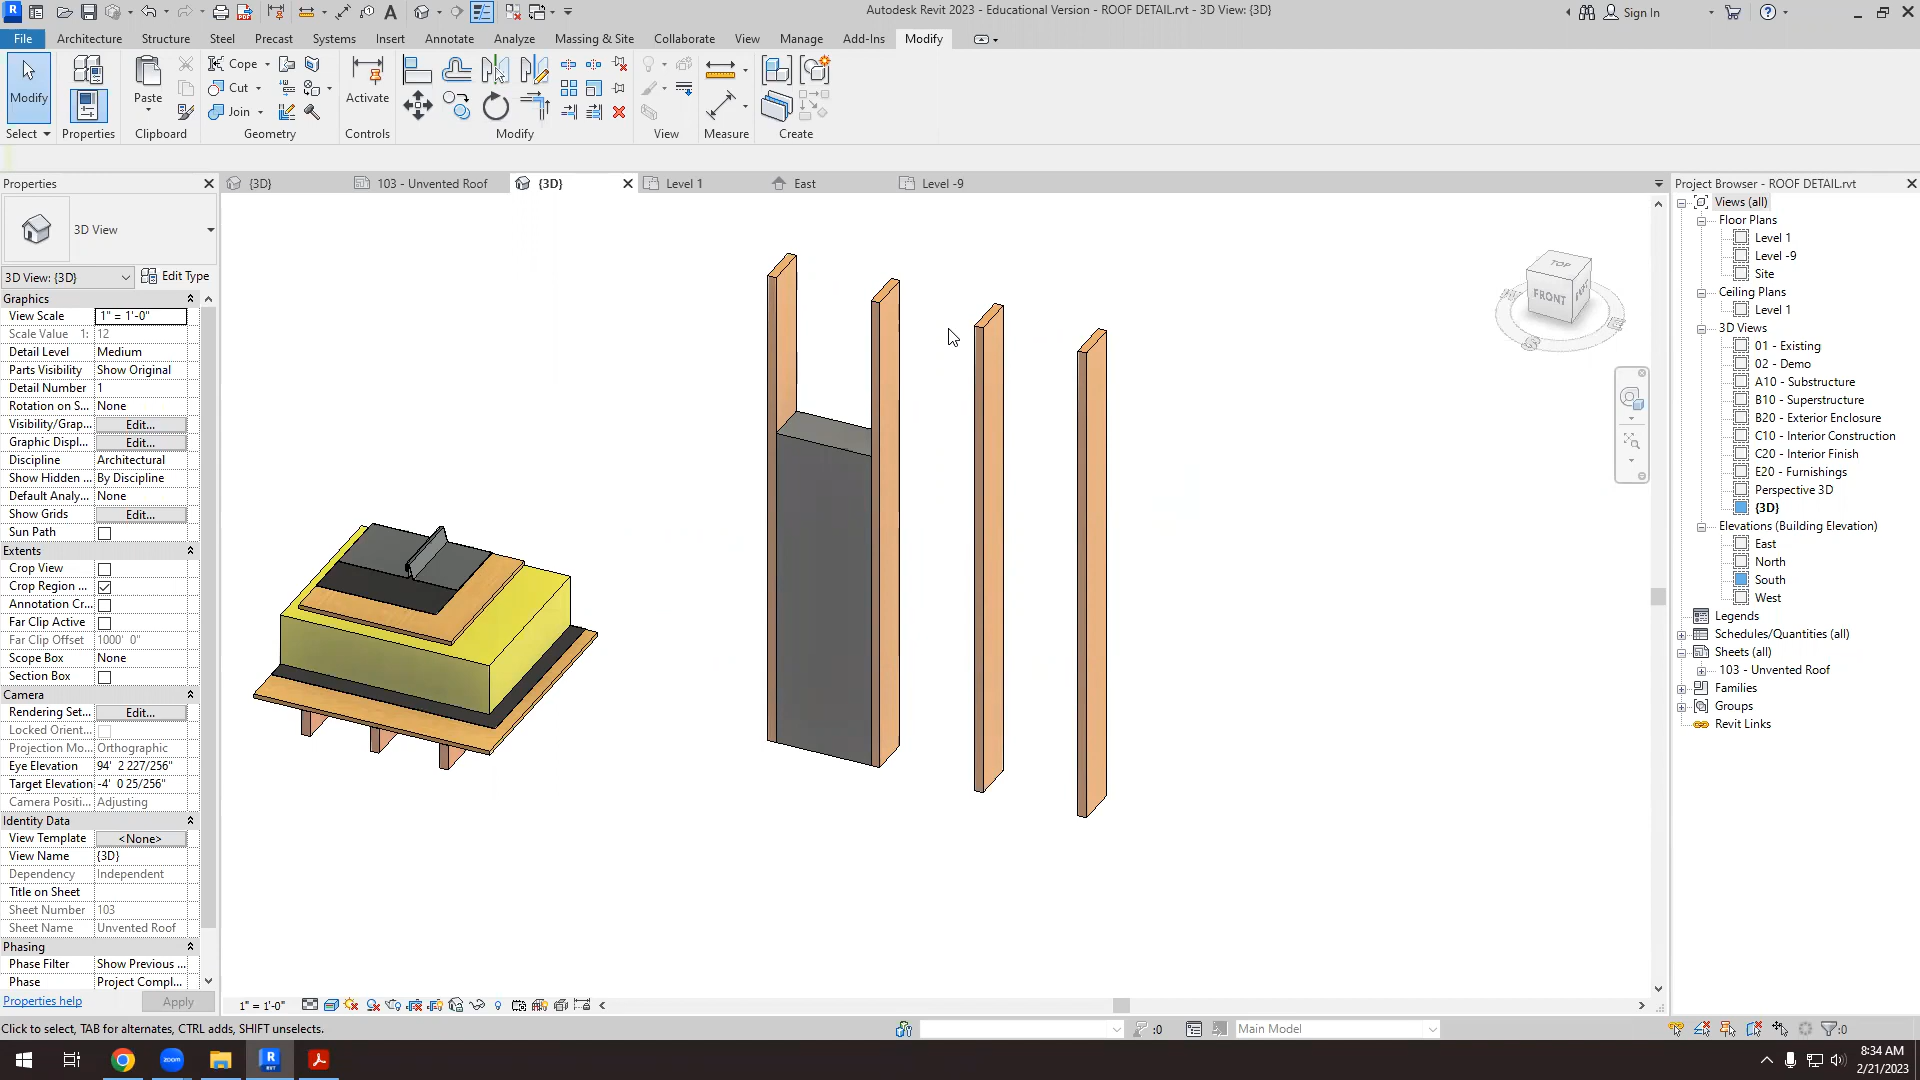 Autodesk Revit 2023 - Educational Version - ROOF DETAIL.rvt - 3D View: {3D}
Sign In
File Architecture Structure Steel Precast Systems Insert Annotate Analyze Massing & Site Collaborate View Manage Add-Ins Modify
Modify Paste Cope Cut Join Activate
Select Properties Clipboard Geometry Controls Modify View Measure Create
Properties
{3D} 103 - Unvented Roof {3D} Level 1 East Level -9
Project Browser - ROOF DETAIL.rvt
3D View
3D View: {3D} Edit Type
Graphics
View Scale 1" = 1'-0"
Scale Value 1: 12
Detail Level Medium
Parts Visibility Show Original
Detail Number 1
Rotation on S... None
Visibility/Grap... Edit...
Graphic Displ... Edit...
Discipline Architectural
Show Hidden ... By Discipline
Default Analy... None
Show Grids Edit...
Sun Path
Extents
Crop View
Crop Region ...
Annotation Cr...
Far Clip Active
Far Clip Offset 1000' 0"
Scope Box None
Section Box
Camera
Rendering Set... Edit...
Locked Orient...
Projection Mo... Orthographic
Eye Elevation 94' 2 227/256"
Target Elevation -4' 0 25/256"
Camera Positi... Adjusting
Identity Data
View Template <None>
View Name {3D}
Dependency Independent
Title on Sheet
Sheet Number 103
Sheet Name Unvented Roof
Phasing
Phase Filter Show Previous ...
Phase Project Compl...
Properties help Apply
TOP
FRONT
Views (all)
Floor Plans
Level 1
Level -9
Site
Ceiling Plans
Level 1
3D Views
01 - Existing
02 - Demo
A10 - Substructure
B10 - Superstructure
B20 - Exterior Enclosure
C10 - Interior Construction
C20 - Interior Finish
E20 - Furnishings
Perspective 3D
{3D}
Elevations (Building Elevation)
East
North
South
West
Legends
Schedules/Quantities (all)
Sheets (all)
103 - Unvented Roof
Families
Groups
Revit Links
1" = 1'-0"
Click to select, TAB for alternates, CTRL adds, SHIFT unselects.
:0
Main Model
:0
zoom
R
RVT
8:34 AM
2/21/2023